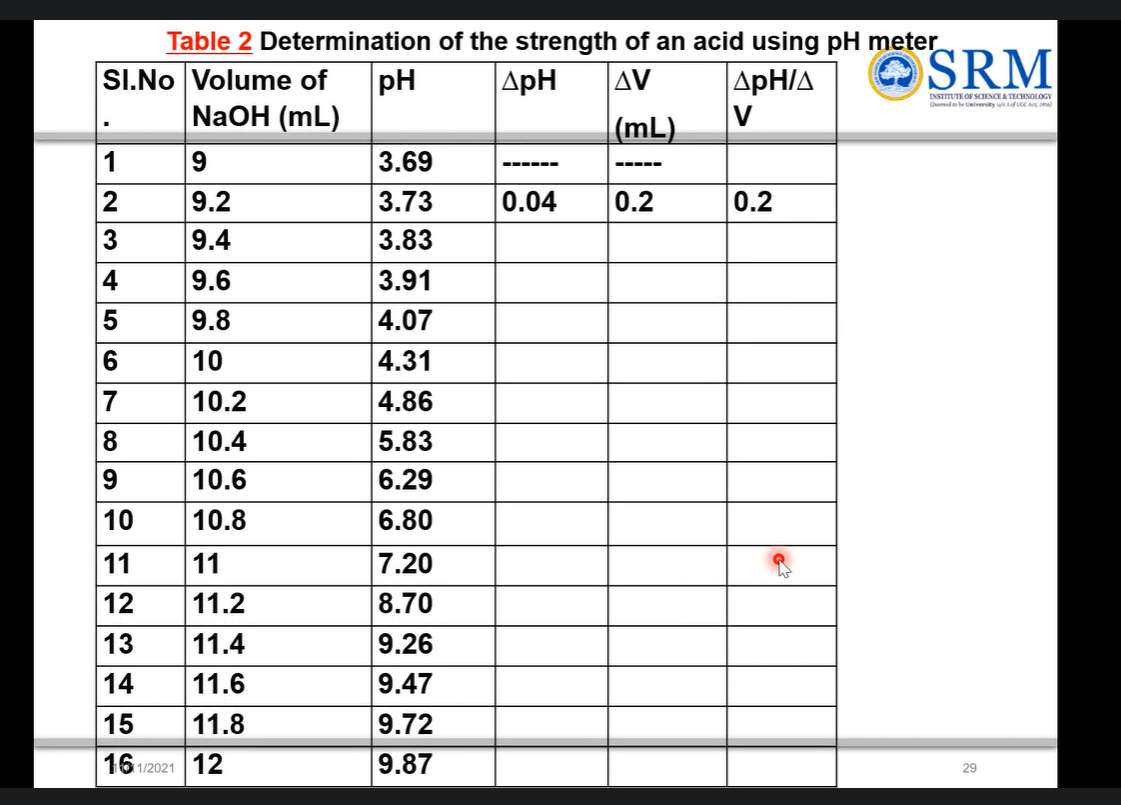 Table 2 Determination of the strength of an acid using pH meter
SRM
INSTITUTE OF SCIENCE & TECHNOLOGY
(Deemed to be University u/s 3 of UGC Act, 1956)
Sl.No. Volume of NaOH (mL) pH ΔpH ΔV (mL) ΔpH/ΔV
1 9 3.69 ------ -----
2 9.2 3.73 0.04 0.2 0.2
3 9.4 3.83
4 9.6 3.91
5 9.8 4.07
6 10 4.31
7 10.2 4.86
8 10.4 5.83
9 10.6 6.29
10 10.8 6.80
11 11 7.20
12 11.2 8.70
13 11.4 9.26
14 11.6 9.47
15 11.8 9.72
16 12 9.87
1/2021
29